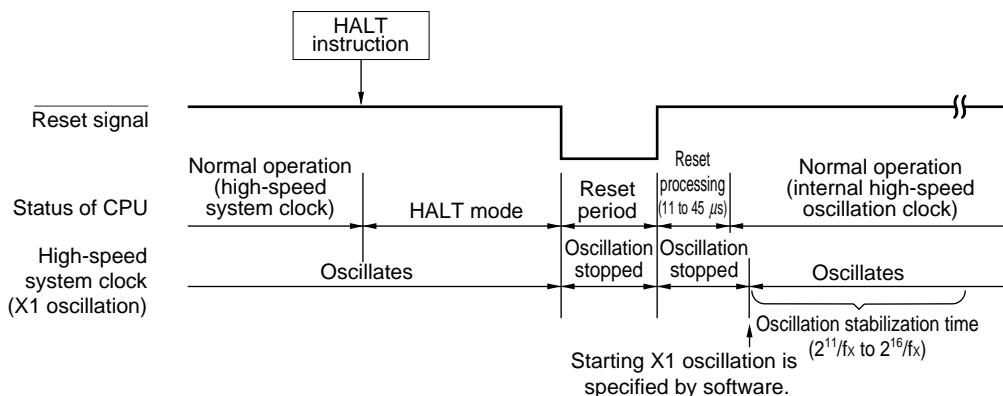 HALT
instruction
Reset signal
Status of CPU
Normal operation
(high-speed
system clock)
HALT mode
Reset
period
Reset
processing
(11 to 45 μs)
Normal operation
(internal high-speed
oscillation clock)
High-speed
system clock
(X1 oscillation)
Oscillates
Oscillation
stopped
Oscillation
stopped
Oscillates
Oscillation stabilization time
(2¹¹/fX to 2¹⁶/fX)
Starting X1 oscillation is
specified by software.